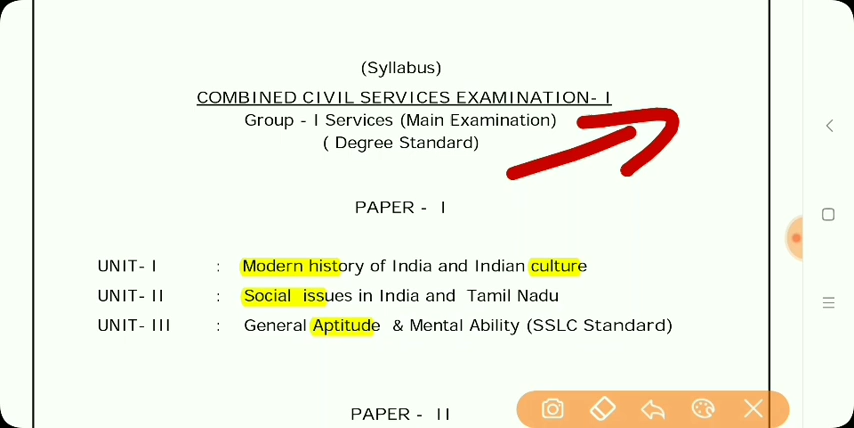 (Syllabus)
COMBINED CIVIL SERVICES EXAMINATION- I
Group - I Services (Main Examination)
( Degree Standard)
PAPER - I
UNIT- I : Modern history of India and Indian culture
UNIT- II : Social issues in India and Tamil Nadu
UNIT- III : General Aptitude & Mental Ability (SSLC Standard)
PAPER - II